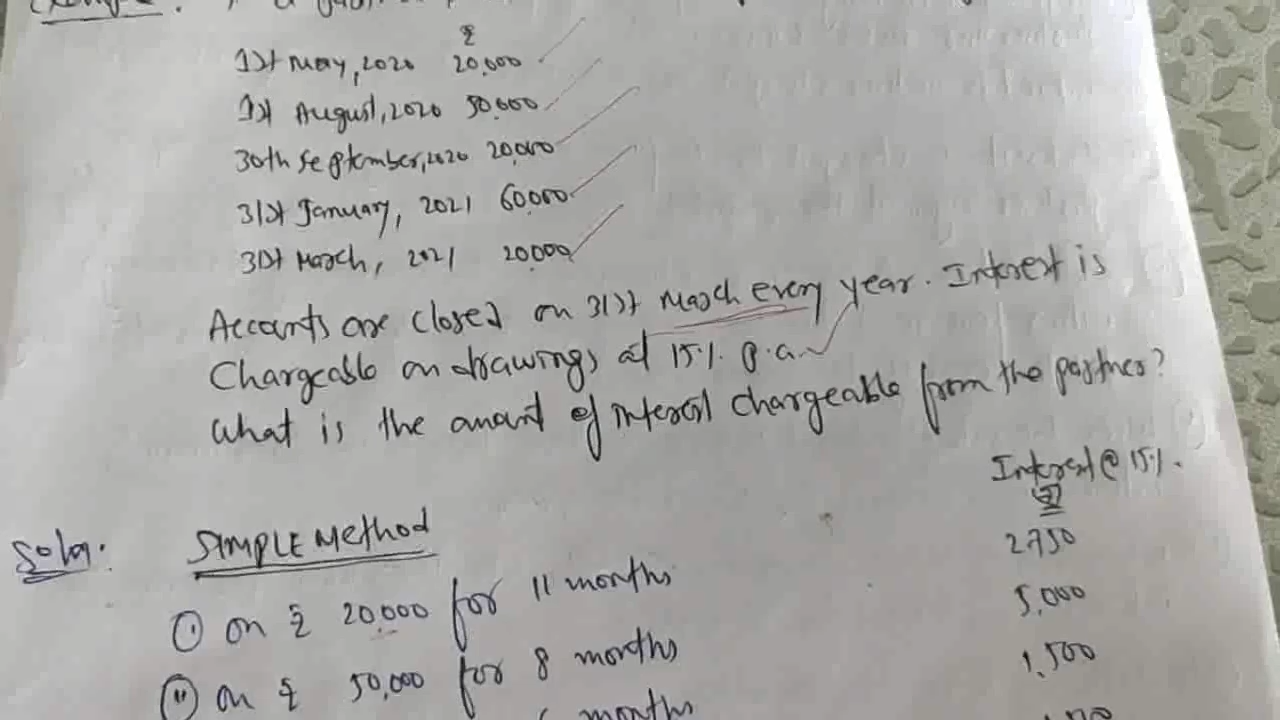 Example:
₹
1st May, 2020 20,000
1st August, 2020 50,000
30th September, 2020 20,000
31st January, 2021 60,000
31st March, 2021 20,000
Accounts are closed on 31st March every year. Interest is
Chargeable on drawings at 15% p.a.
What is the amount of interest chargeable from the partner?
Interest @ 15%.
(₹)
Soln: SIMPLE Method
(i) on ₹ 20,000 for 11 months 2750
(ii) on ₹ 50,000 for 8 months 5,000
months 1,500